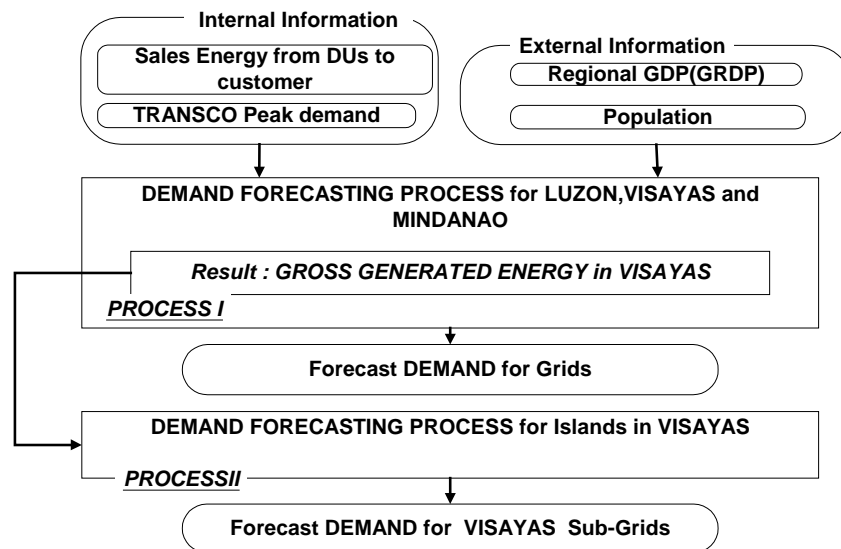 Internal Information
Sales Energy from DUs to
customer
TRANSCO Peak demand
External Information
Regional GDP(GRDP)
Population
DEMAND FORECASTING PROCESS for LUZON,VISAYAS and
MINDANAO
Result : GROSS GENERATED ENERGY in VISAYAS
PROCESS I
Forecast DEMAND for Grids
DEMAND FORECASTING PROCESS for Islands in VISAYAS
PROCESSII
Forecast DEMAND for VISAYAS Sub-Grids